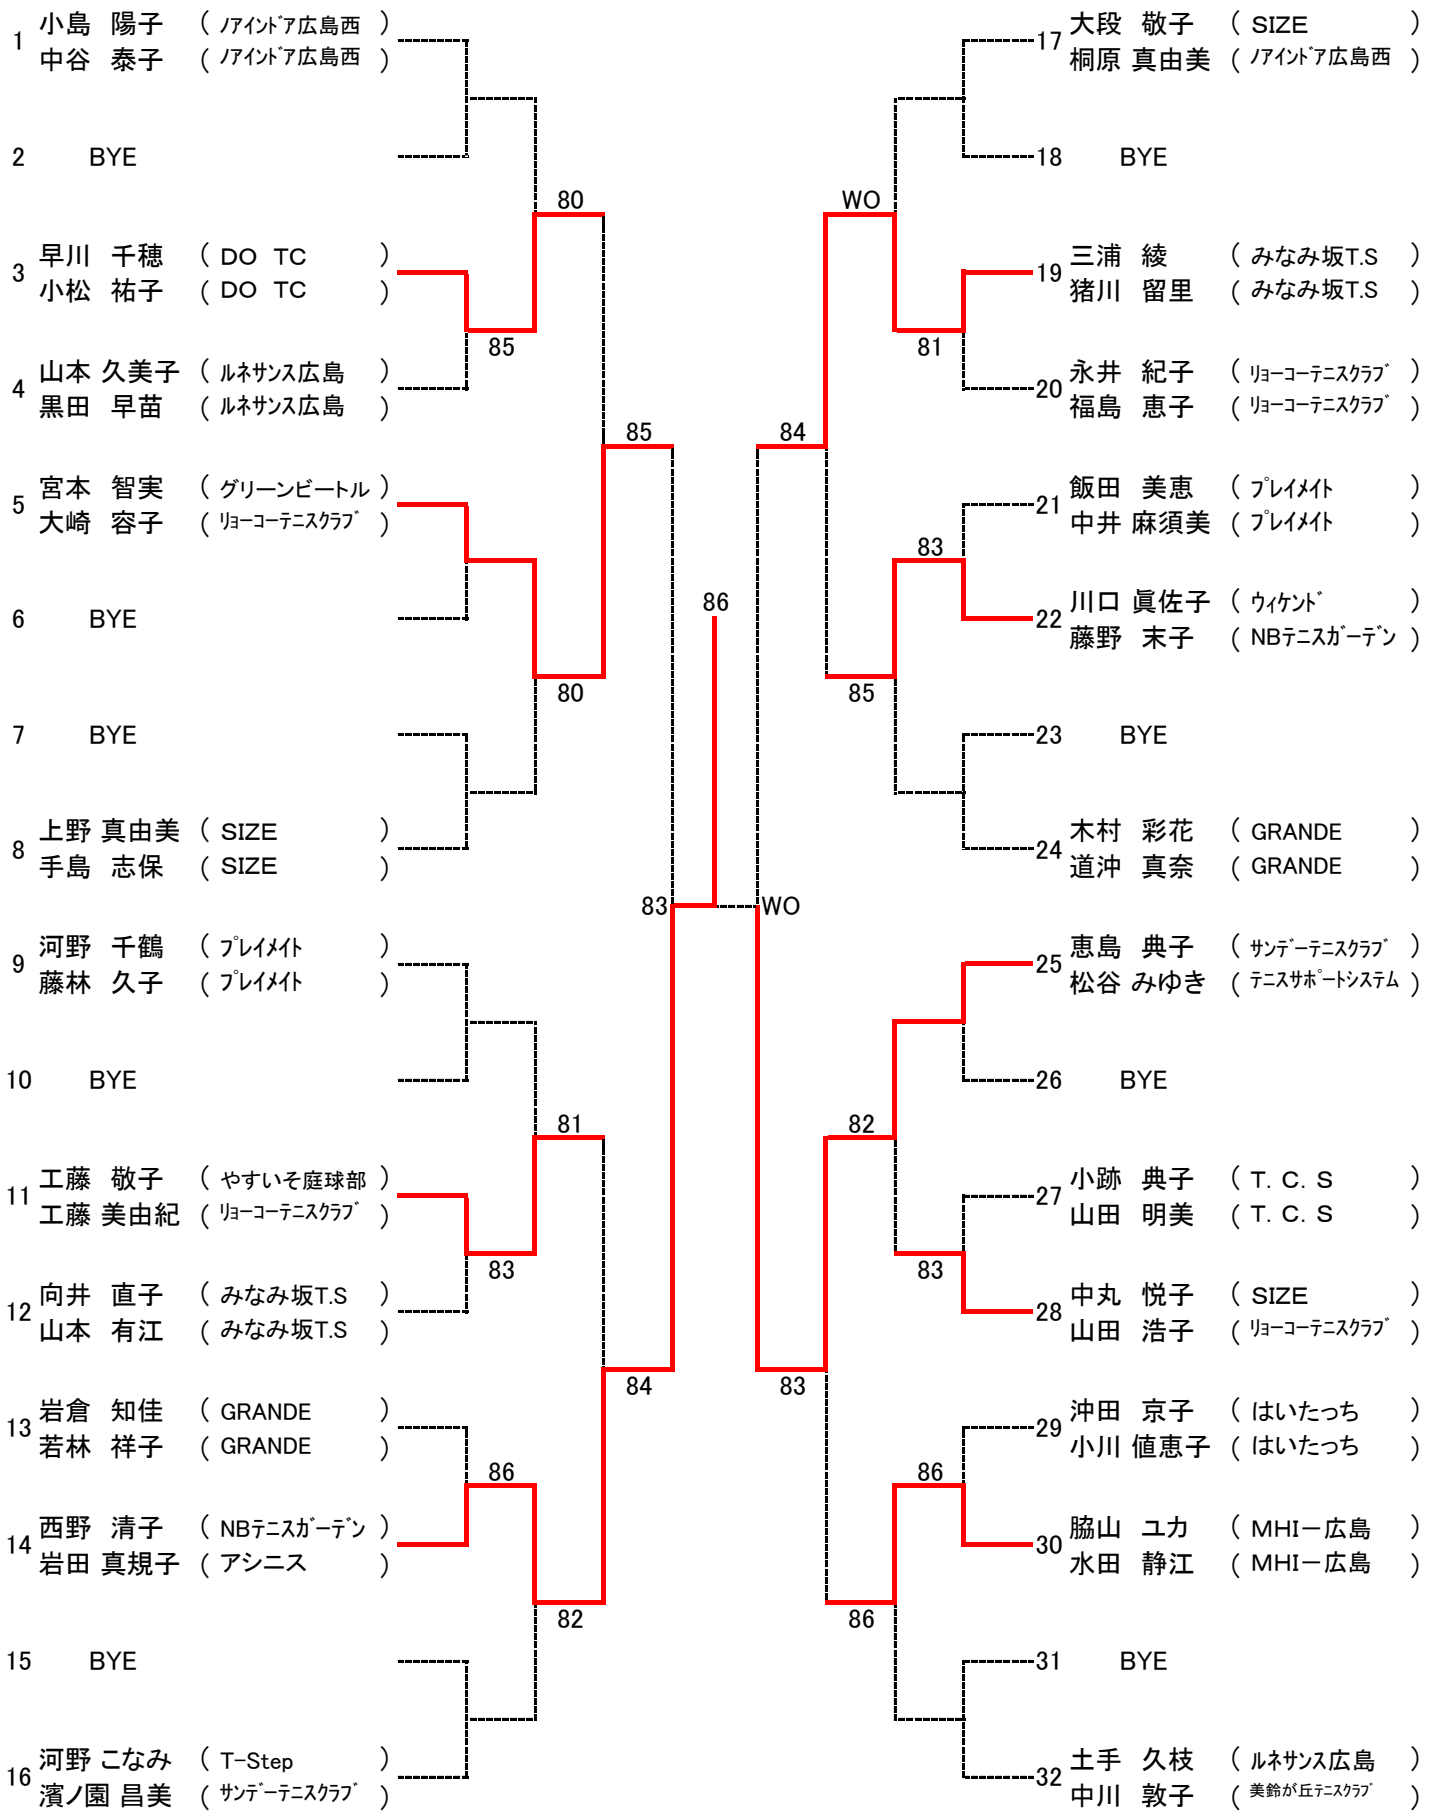 1 小島 陽子 ( ノアインドア広島西 )
中谷 泰子 ( ノアインドア広島西 )
2 BYE
80
3 早川 千穂 ( DO TC )
小松 祐子 ( DO TC )
85
4 山本 久美子 ( ルネサンス広島 )
黒田 早苗 ( ルネサンス広島 )
85
5 宮本 智実 ( グリーンビートル )
大崎 容子 ( リョーコーテニスクラブ )
6 BYE
80
7 BYE
8 上野 真由美 ( SIZE )
手島 志保 ( SIZE )
86
83
WO
9 河野 千鶴 ( プレイメイト )
藤林 久子 ( プレイメイト )
10 BYE
81
11 工藤 敬子 ( やすいそ庭球部 )
工藤 美由紀 ( リョーコーテニスクラブ )
83
12 向井 直子 ( みなみ坂T.S )
山本 有江 ( みなみ坂T.S )
84
13 岩倉 知佳 ( GRANDE )
若林 祥子 ( GRANDE )
86
14 西野 清子 ( NBテニスガーデン )
岩田 真規子 ( アシニス )
82
15 BYE
16 河野 こなみ ( T-Step )
濱ノ園 昌美 ( サンデーテニスクラブ )
17 大段 敬子 ( SIZE )
桐原 真由美 ( ノアインドア広島西 )
18 BYE
WO
19 三浦 綾 ( みなみ坂T.S )
猪川 留里 ( みなみ坂T.S )
81
20 永井 紀子 ( リョーコーテニスクラブ )
福島 恵子 ( リョーコーテニスクラブ )
84
21 飯田 美恵 ( プレイメイト )
中井 麻須美 ( プレイメイト )
83
22 川口 眞佐子 ( ウィケンド )
藤野 末子 ( NBテニスガーデン )
85
23 BYE
24 木村 彩花 ( GRANDE )
道沖 真奈 ( GRANDE )
25 恵島 典子 ( サンデーテニスクラブ )
松谷 みゆき ( テニスサポートシステム )
26 BYE
82
27 小跡 典子 ( T. C. S )
山田 明美 ( T. C. S )
83
28 中丸 悦子 ( SIZE )
山田 浩子 ( リョーコーテニスクラブ )
83
29 沖田 京子 ( はいたっち )
小川 値恵子 ( はいたっち )
86
30 脇山 ユカ ( MHI－広島 )
水田 静江 ( MHI－広島 )
86
31 BYE
32 土手 久枝 ( ルネサンス広島 )
中川 敦子 ( 美鈴が丘テニスクラブ )